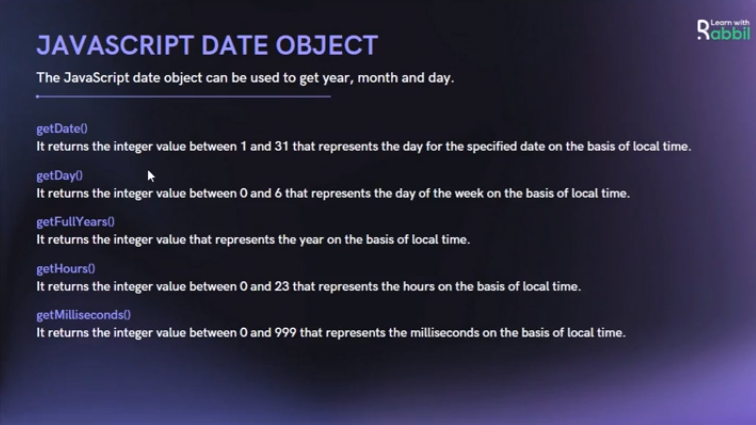 Learn with
Rabbil
JAVASCRIPT DATE OBJECT
The JavaScript date object can be used to get year, month and day.
getDate()
It returns the integer value between 1 and 31 that represents the day for the specified date on the basis of local time.
getDay()
It returns the integer value between 0 and 6 that represents the day of the week on the basis of local time.
getFullYears()
It returns the integer value that represents the year on the basis of local time.
getHours()
It returns the integer value between 0 and 23 that represents the hours on the basis of local time.
getMilliseconds()
It returns the integer value between 0 and 999 that represents the milliseconds on the basis of local time.